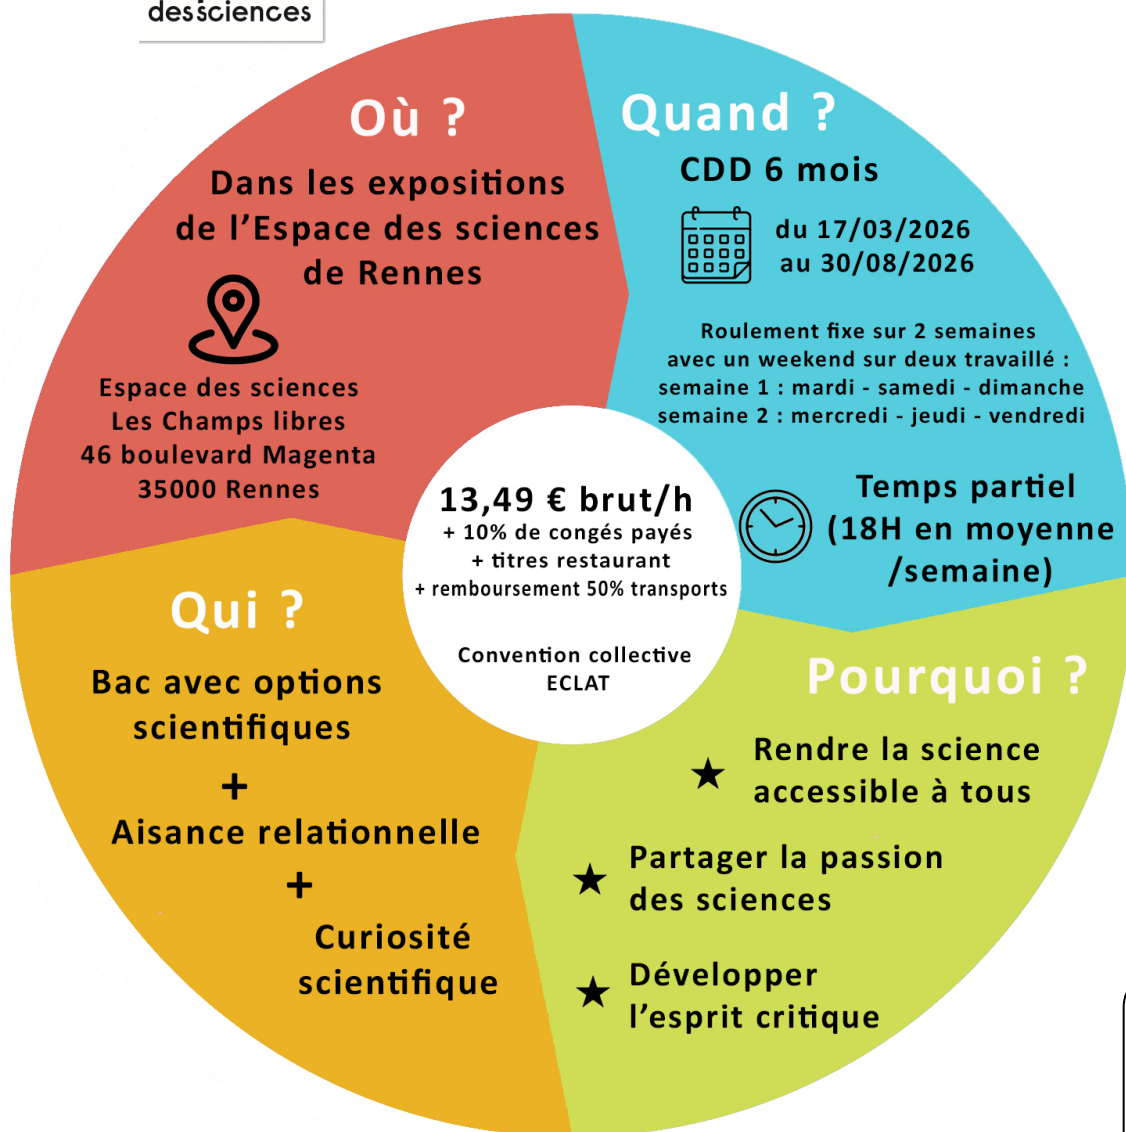 des sciences
Où ?
Dans les expositions
de l’Espace des sciences
de Rennes
Espace des sciences
Les Champs libres
46 boulevard Magenta
35000 Rennes
Quand ?
CDD 6 mois
du 17/03/2026
au 30/08/2026
Roulement fixe sur 2 semaines
avec un weekend sur deux travaillé :
semaine 1 : mardi - samedi - dimanche
semaine 2 : mercredi - jeudi - vendredi
Temps partiel
(18H en moyenne
/semaine)
13,49 € brut/h
+ 10% de congés payés
+ titres restaurant
+ remboursement 50% transports
Convention collective
ECLAT
Qui ?
Bac avec options
scientifiques
+
Aisance relationnelle
+
Curiosité
scientifique
Pourquoi ?
★ Rendre la science
accessible à tous
★ Partager la passion
des sciences
★ Développer
l’esprit critique